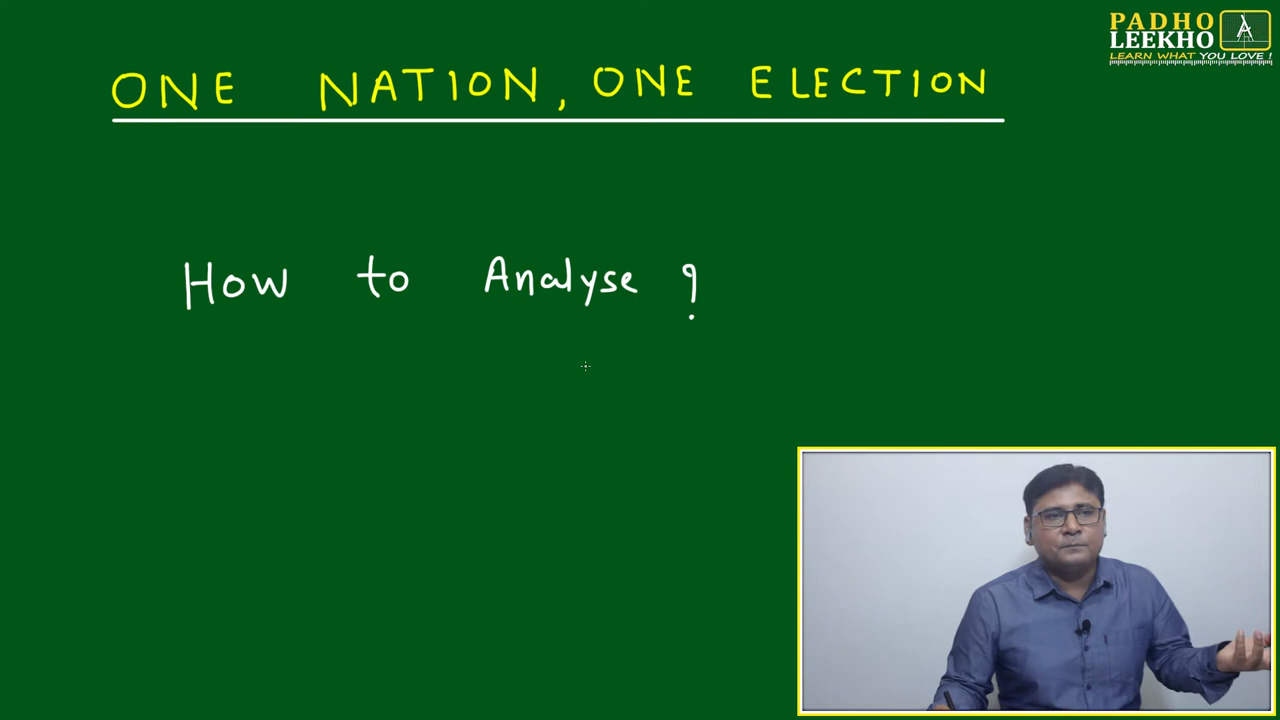 PADHO
LEEKHO
LEARN WHAT YOU LOVE !
ONE NATION, ONE ELECTION
How to Analyse ?